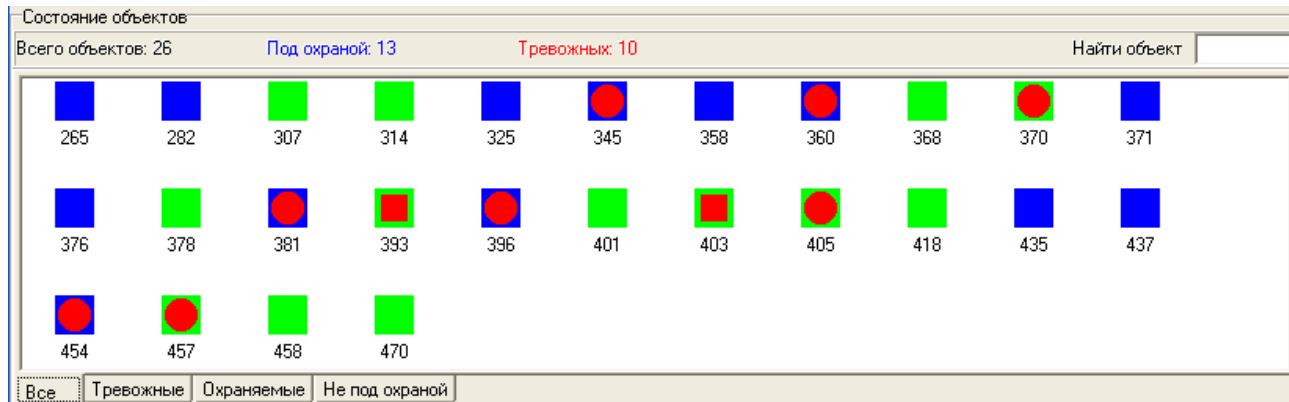 Состояние объектов
Всего объектов: 26 Под охраной: 13 Тревожных: 10 Найти объект
265 282 307 314 325 345 358 360 368 370 371
376 378 381 393 396 401 403 405 418 435 437
454 457 458 470
Все Тревожные Охраняемые Не под охраной